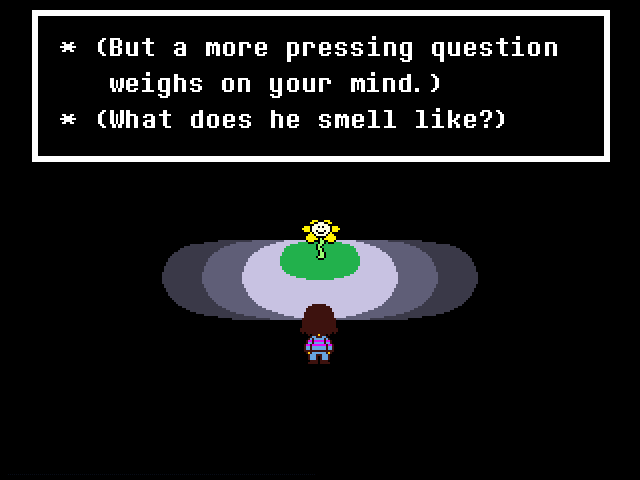 * (But a more pressing question
weighs on your mind.)
* (What does he smell like?)